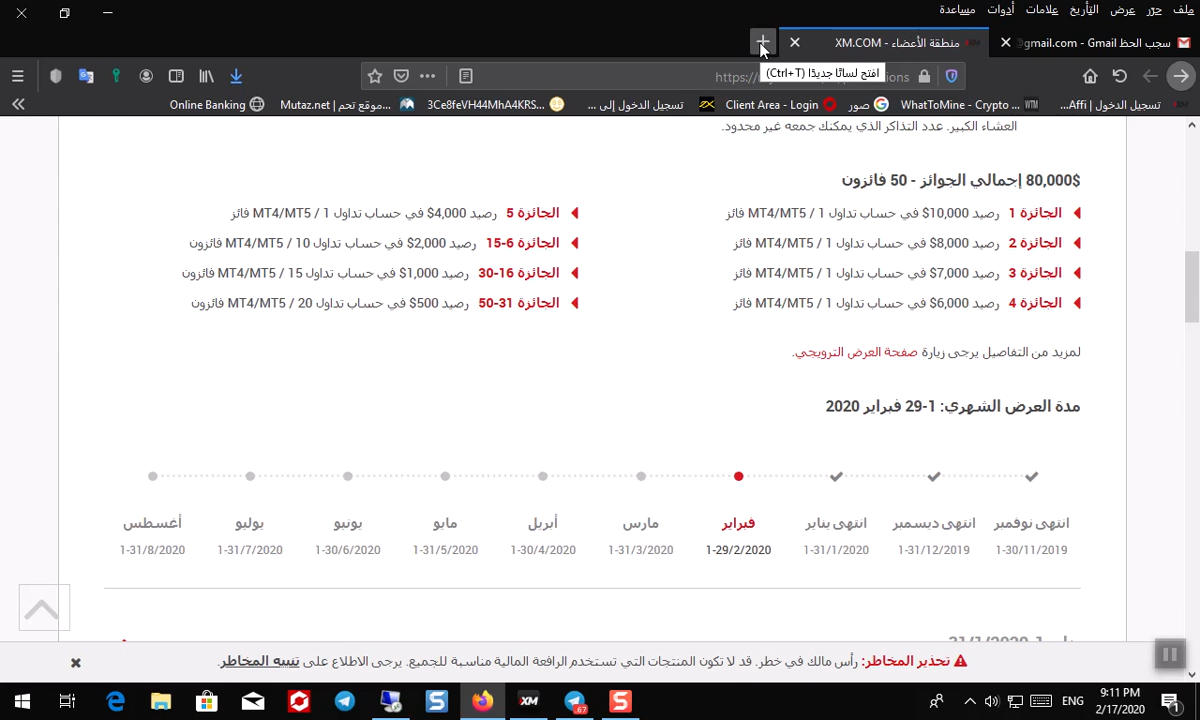 ملف حرّر عرض التأريخ علامات أدوات مساعدة
سحب الحظ gmail.com - Gmail
منطقة الأعضاء - XM.COM
افتح لسانًا جديدًا (Ctrl+T)
https://
ions
تسجيل الدخول | Affi...
WTM WhatToMine - Crypto ...
صور
Client Area - Login
تسجيل الدخول إلى ...
3Ce8feVH44MhA4KRS...
موقع تحم | Mutaz.net...
Online Banking
العشاء الكبير. عدد التذاكر الذي يمكنك جمعه غير محدود.
80,000$ إجمالي الجوائز - 50 فائزون
الجائزة 1 رصيد 10,000$ في حساب تداول MT4/MT5 / 1 فائز
الجائزة 2 رصيد 8,000$ في حساب تداول MT4/MT5 / 1 فائز
الجائزة 3 رصيد 7,000$ في حساب تداول MT4/MT5 / 1 فائز
الجائزة 4 رصيد 6,000$ في حساب تداول MT4/MT5 / 1 فائز
الجائزة 5 رصيد 4,000$ في حساب تداول MT4/MT5 / 1 فائز
الجائزة 6-15 رصيد 2,000$ في حساب تداول MT4/MT5 / 10 فائزون
الجائزة 16-30 رصيد 1,000$ في حساب تداول MT4/MT5 / 15 فائزون
الجائزة 31-50 رصيد 500$ في حساب تداول MT4/MT5 / 20 فائزون
لمزيد من التفاصيل يرجى زيارة صفحة العرض الترويجي.
مدة العرض الشهري: 1-29 فبراير 2020
انتهى نوفمبر
1-30/11/2019
انتهى ديسمبر
1-31/12/2019
انتهى يناير
1-31/1/2020
فبراير
1-29/2/2020
مارس
1-31/3/2020
أبريل
1-30/4/2020
مايو
1-31/5/2020
يونيو
1-30/6/2020
يوليو
1-31/7/2020
أغسطس
1-31/8/2020
تحذير المخاطر: رأس مالك في خطر. قد لا تكون المنتجات التي تستخدم الرافعة المالية مناسبة للجميع. يرجى الاطلاع على تنبيه المخاطر.
XM
.67
ENG
9:11 PM
2/17/2020
1